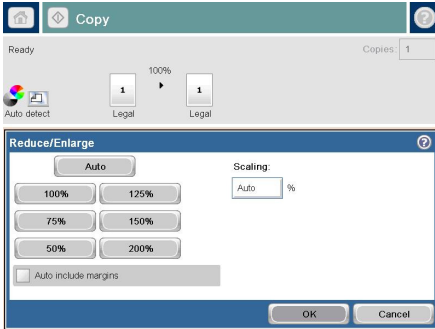 Copy
?
Ready
Copies: 1
100%
1
1
Auto detect
Legal
Legal
Reduce/Enlarge
?
Auto
Scaling:
Auto %
100%
125%
75%
150%
50%
200%
Auto include margins
OK
Cancel